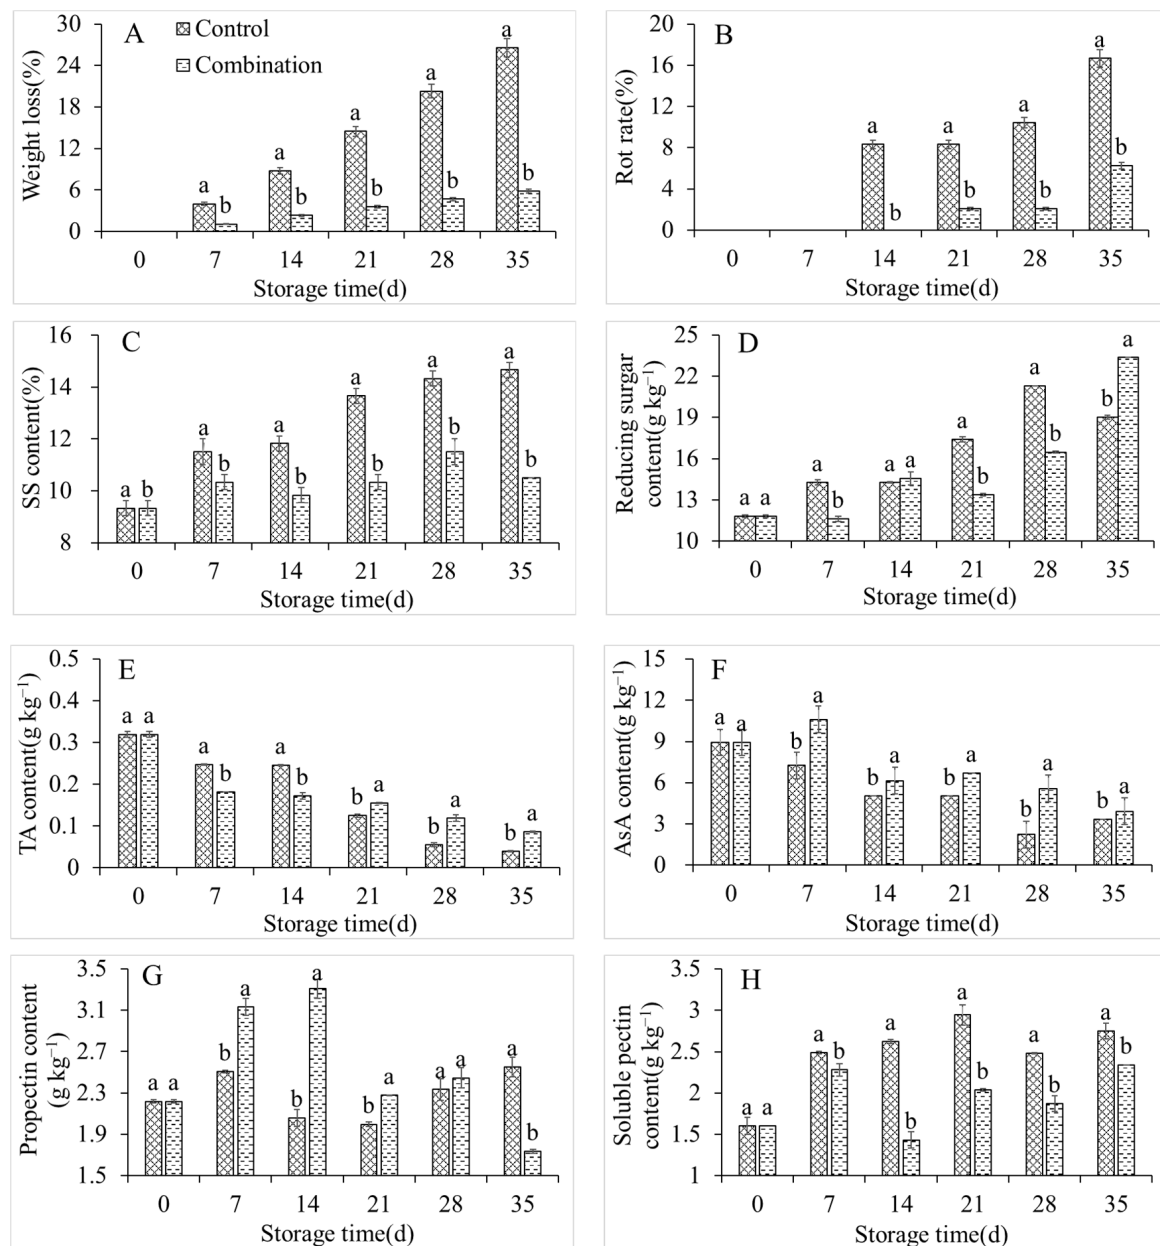 A
Control
Combination
Weight loss(%)
30
24
18
12
6
0
a b a b a b a b a b
0 7 14 21 28 35
Storage time(d)
B
Rot rate(%)
20
16
12
8
4
0
a b a b a b a b
0 7 14 21 28 35
Storage time(d)
C
SS content(%)
16
14
12
10
8
a b a b a b a b a b a b
0 7 14 21 28 35
Storage time(d)
D
Reducing surgar
content(g kg⁻¹)
25
22
19
16
13
10
a a a b a a a b a b b a
0 7 14 21 28 35
Storage time(d)
E
TA content(g kg⁻¹)
0.5
0.4
0.3
0.2
0.1
0
a a a b a b b a b a b a
0 7 14 21 28 35
Storage time(d)
F
AsA content(g kg⁻¹)
15
12
9
6
3
0
a a b a b a b a b a b a
0 7 14 21 28 35
Storage time(d)
G
Propectin content
(g kg⁻¹)
3.5
3.1
2.7
2.3
1.9
1.5
a a b a b a b a a a a b
0 7 14 21 28 35
Storage time(d)
H
Soluble pectin
content(g kg⁻¹)
3.5
3
2.5
2
1.5
1
a a a b a b a b a b a b
0 7 14 21 28 35
Storage time(d)